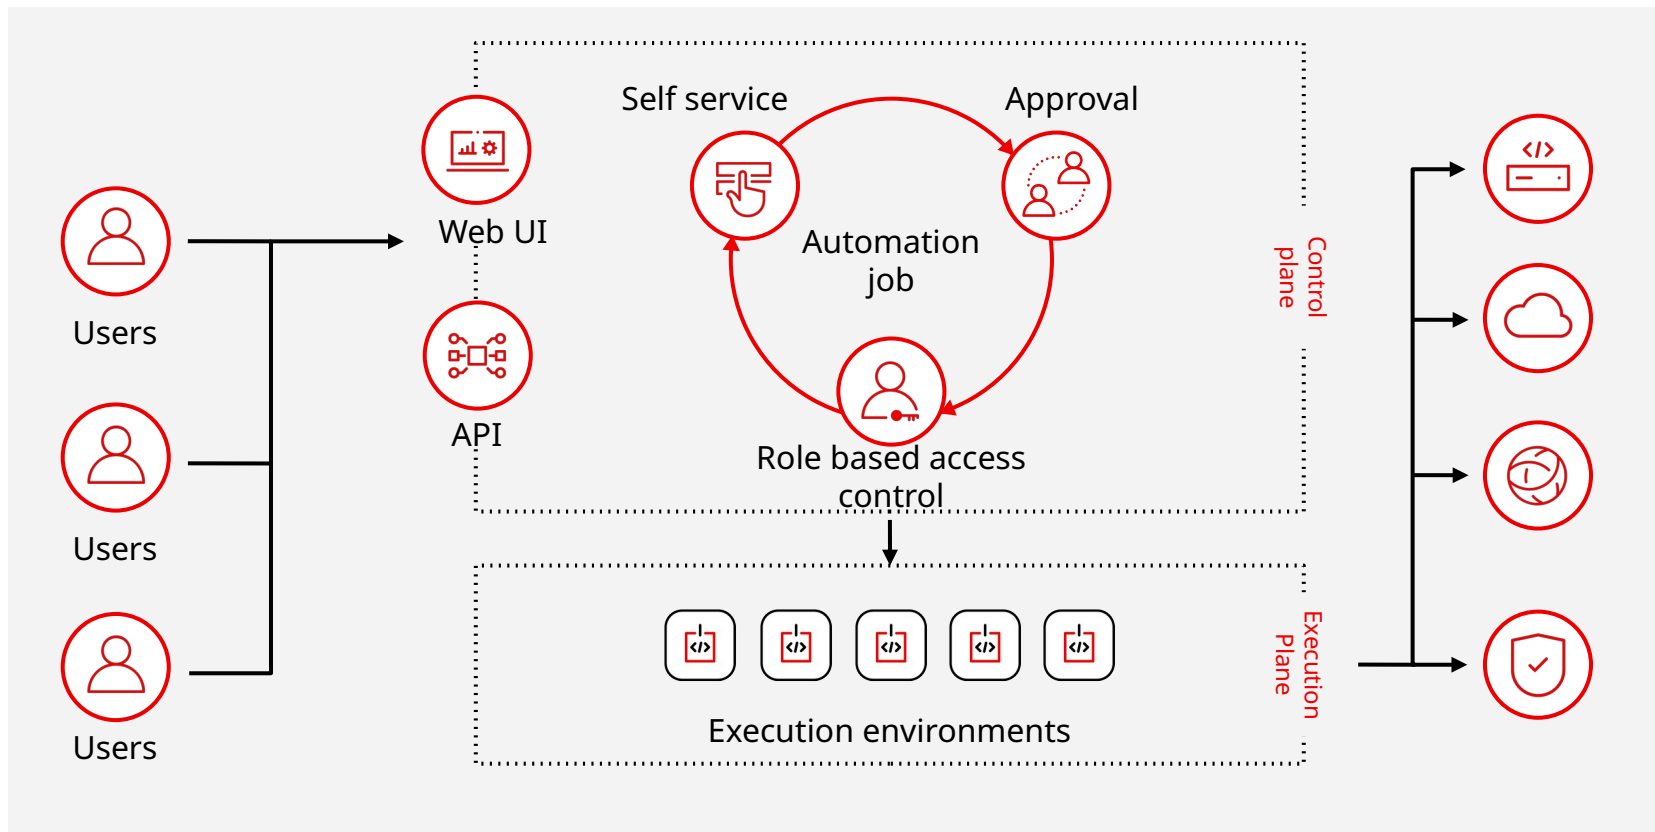 Self service
Approval
Web UI
Automation
job
Control
plane
Users
API
Role based access
control
Users
Execution
Plane
Execution environments
Users